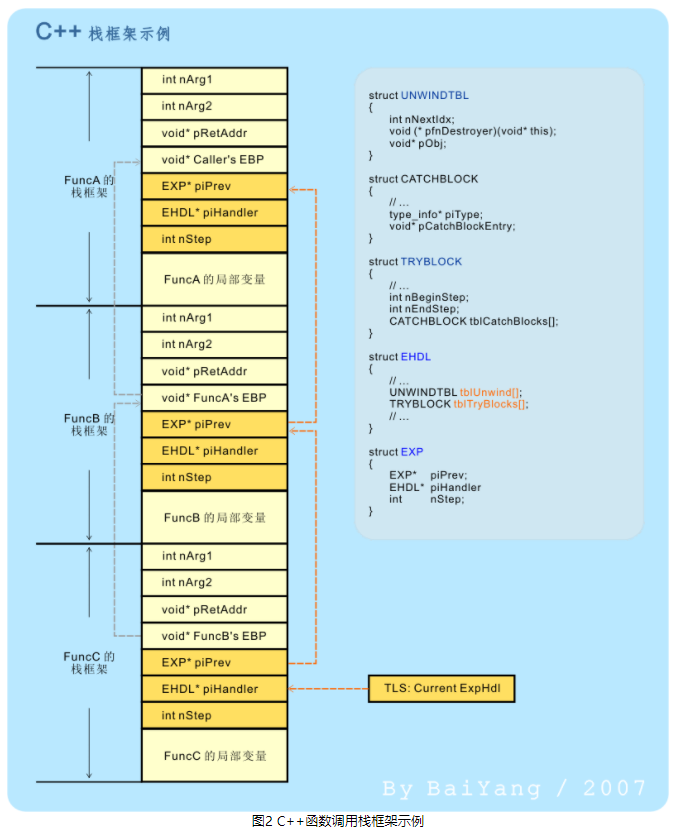 C++ 栈框架示例
int nArg1
int nArg2
void* pRetAddr
void* Caller's EBP
EXP* piPrev
EHDL* piHandler
int nStep
FuncA 的局部变量
FuncA 的
栈框架
int nArg1
int nArg2
void* pRetAddr
void* FuncA's EBP
EXP* piPrev
EHDL* piHandler
int nStep
FuncB 的局部变量
FuncB 的
栈框架
int nArg1
int nArg2
void* pRetAddr
void* FuncB's EBP
EXP* piPrev
EHDL* piHandler
int nStep
FuncC 的局部变量
FuncC 的
栈框架
struct UNWINDTBL
{
int nNextIdx;
void (* pfnDestroyer)(void* this);
void* pObj;
}
struct CATCHBLOCK
{
// ...
type_info* piType;
void* pCatchBlockEntry;
}
struct TRYBLOCK
{
// ...
int nBeginStep;
int nEndStep;
CATCHBLOCK tblCatchBlocks[];
}
struct EHDL
{
// ...
UNWINDTBL tblUnwind[];
TRYBLOCK tblTryBlocks[];
// ...
}
struct EXP
{
EXP* piPrev;
EHDL* piHandler
int nStep;
}
TLS: Current ExpHdl
By BaiYang / 2007
图2 C++函数调用栈框架示例